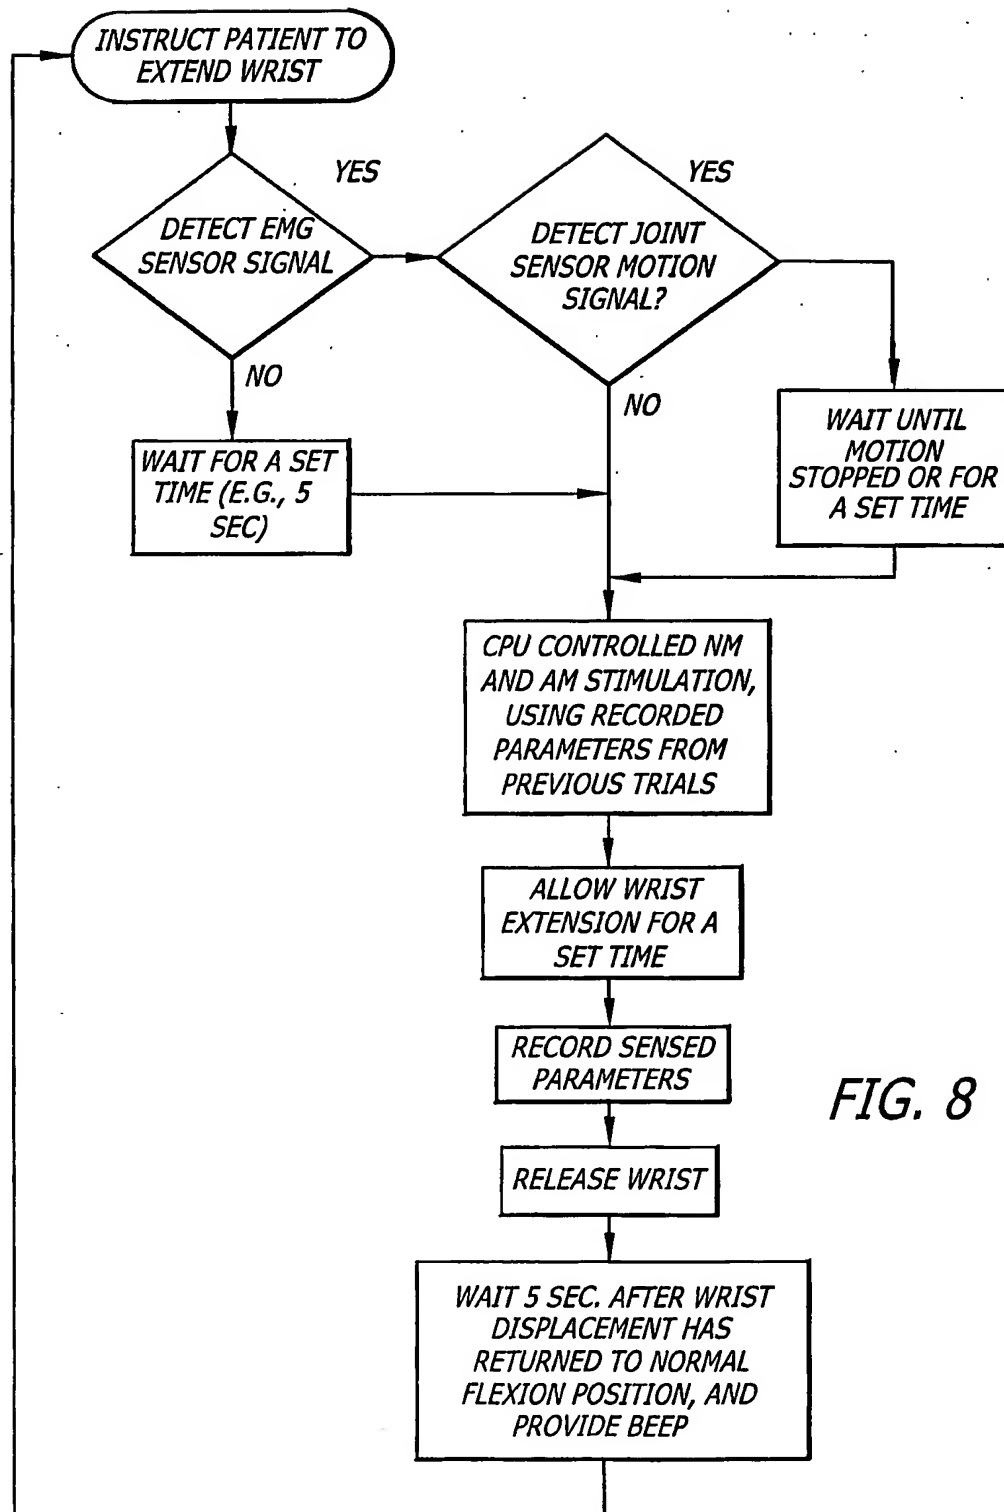 INSTRUCT PATIENT TO
EXTEND WRIST
YES
DETECT EMG
SENSOR SIGNAL
NO
YES
DETECT JOINT
SENSOR MOTION
SIGNAL?
NO
WAIT FOR A SET
TIME (E.G., 5
SEC)
WAIT UNTIL
MOTION
STOPPED OR FOR
A SET TIME
CPU CONTROLLED NM
AND AM STIMULATION,
USING RECORDED
PARAMETERS FROM
PREVIOUS TRIALS
ALLOW WRIST
EXTENSION FOR A
SET TIME
RECORD SENSED
PARAMETERS
RELEASE WRIST
WAIT 5 SEC. AFTER WRIST
DISPLACEMENT HAS
RETURNED TO NORMAL
FLEXION POSITION, AND
PROVIDE BEEP
FIG. 8